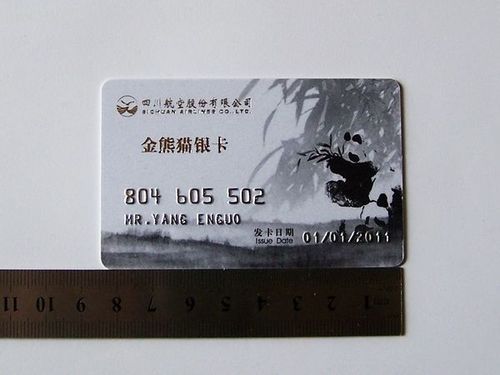 四川航空股份有限公司
SICHUAN AIRLINES CO.,LTD.
金熊猫银卡
804 605 502
MR.YANG ENGUO
发卡日期
Issue Date 01/01/2011
11 10 9 8 7 6 5 4 3 2 1 cm